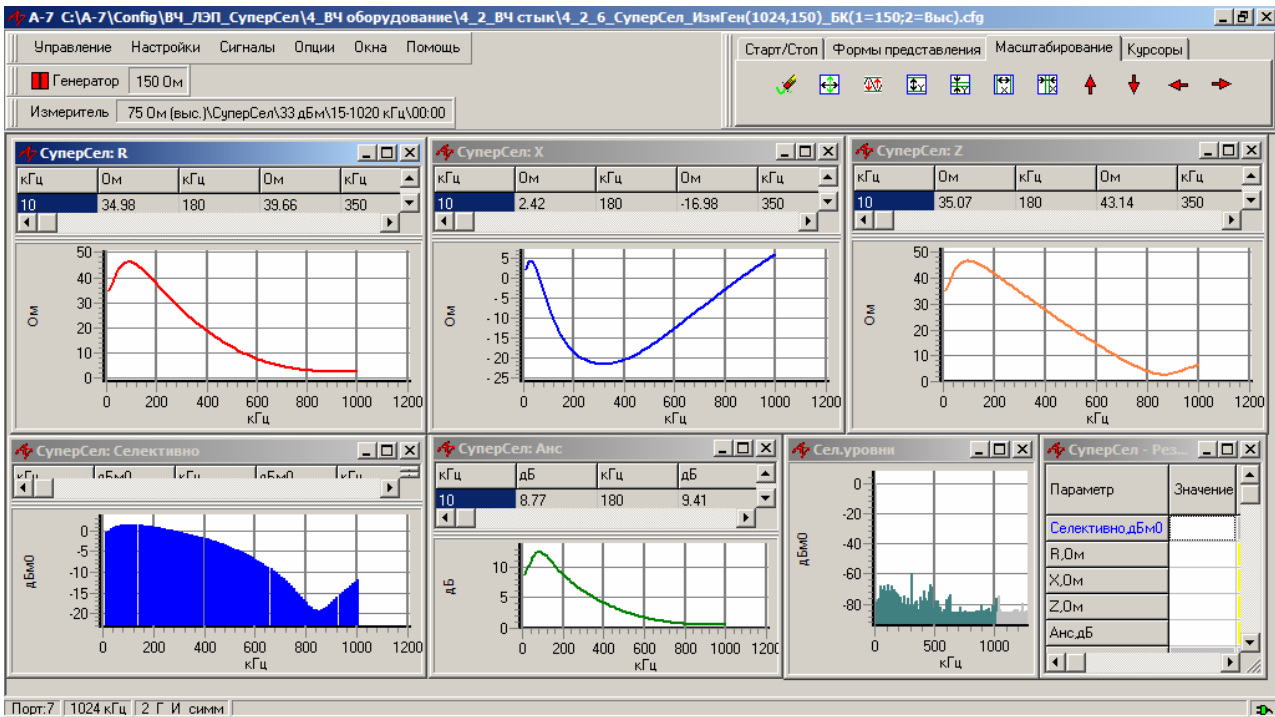 А-7 C:\A-7\Config\ВЧ_ЛЭП_СуперСел\4_ВЧ оборудование\4_2_ВЧ стык\4_2_6_СуперСел_ИзмГен(1024,150)_БК(1=150;2=Выс).cfg
Управление Настройки Сигналы Опции Окна Помощь
Старт/Стоп Формы представления Масштабирование Курсоры
Генератор 150 Ом
Измеритель 75 Ом (выс.)\СуперСел\33 дБм\15-1020 кГц\00:00
СуперСел: R
кГц Ом кГц Ом кГц
10 34.98 180 39.66 350
50
40
30
20
10
0
Ом
0 200 400 600 800 1000 1200
кГц
СуперСел: X
кГц Ом кГц Ом кГц
10 2.42 180 -16.98 350
5
0
-5
-10
-15
-20
-25
Ом
0 200 400 600 800 1000 1200
кГц
СуперСел: Z
кГц Ом кГц Ом кГц
10 35.07 180 43.14 350
50
40
30
20
10
0
Ом
0 200 400 600 800 1000 1200
кГц
СуперСел: Селективно
кГц дБм0 кГц дБм0 кГц
0
-5
-10
-15
-20
дБм0
0 200 400 600 800 1000 1200
кГц
СуперСел: Анс
кГц дБ кГц дБ
10 8.77 180 9.41
10
5
0
дБ
0 200 400 600 800 1000 1200
кГц
Сел.уровни
0
-20
-40
-60
-80
дБм0
0 500 1000
кГц
СуперСел - Рез...
Параметр Значение
Селективно,дБм0
R,Ом
X,Ом
Z,Ом
Анс,дБ
Порт:7 1024 кГц 2 Г И симм